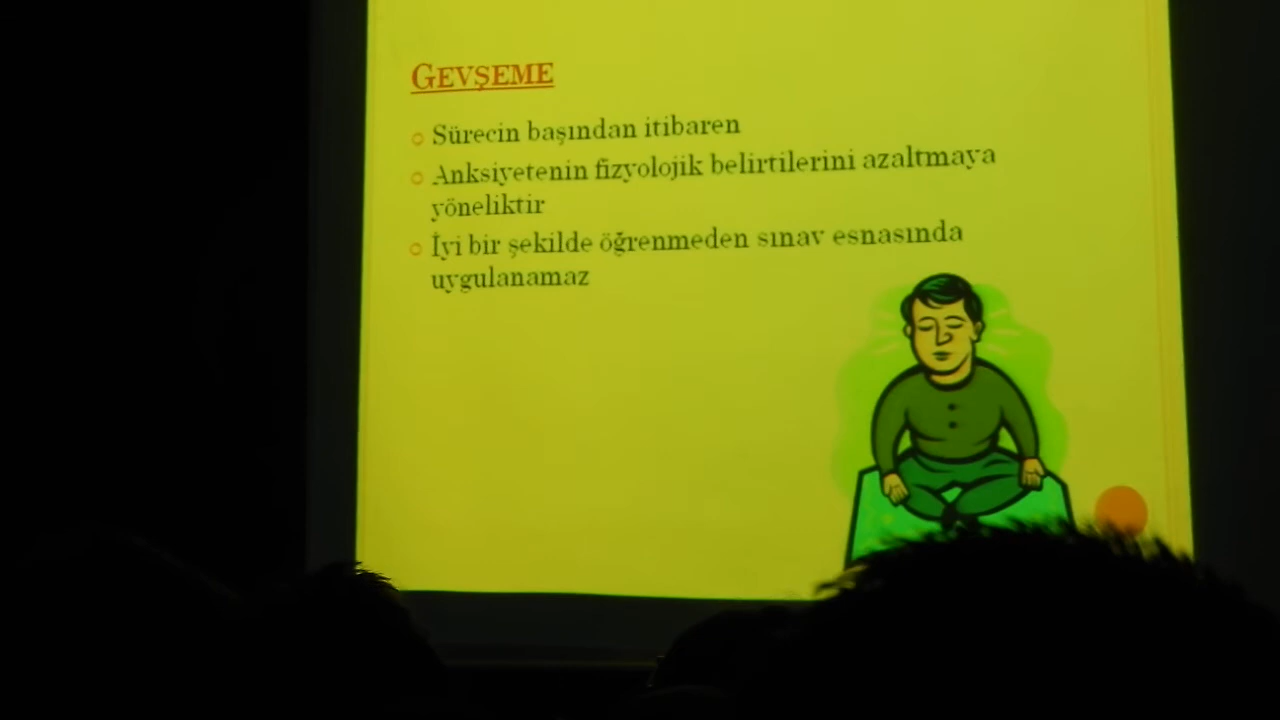 GEVŞEME
Sürecin başından itibaren
Anksiyetenin fizyolojik belirtilerini azaltmaya
yöneliktir
İyi bir şekilde öğrenmeden sınav esnasında
uygulanamaz